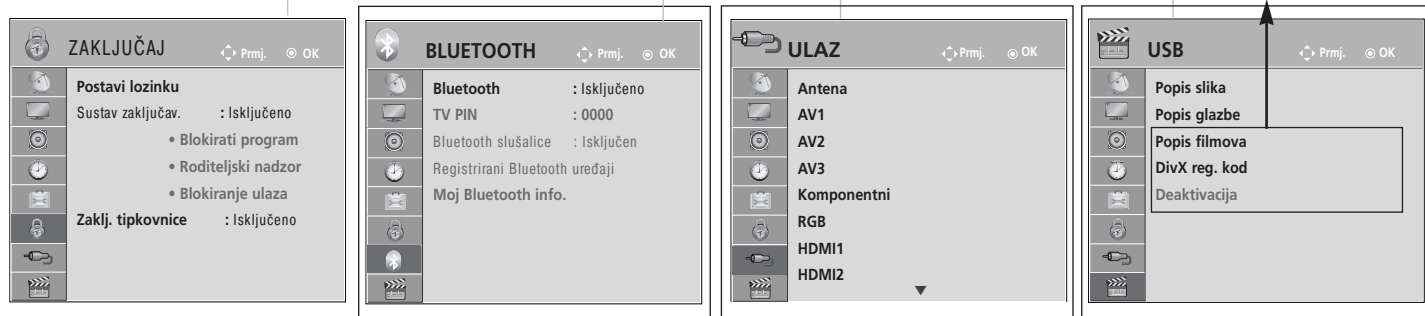 ZAKLJUČAJ Prmj. OK
Postavi lozinku
Sustav zaključav. : Isključeno
• Blokirati program
• Roditeljski nadzor
• Blokiranje ulaza
Zaklj. tipkovnice : Isključeno
BLUETOOTH Prmj. OK
Bluetooth : Isključeno
TV PIN : 0000
Bluetooth slušalice : Isključen
Registrirani Bluetooth uređaji
Moj Bluetooth info.
ULAZ Prmj. OK
Antena
AV1
AV2
AV3
Komponentni
RGB
HDMI1
HDMI2
USB Prmj. OK
Popis slika
Popis glazbe
Popis filmova
DivX reg. kod
Deaktivacija